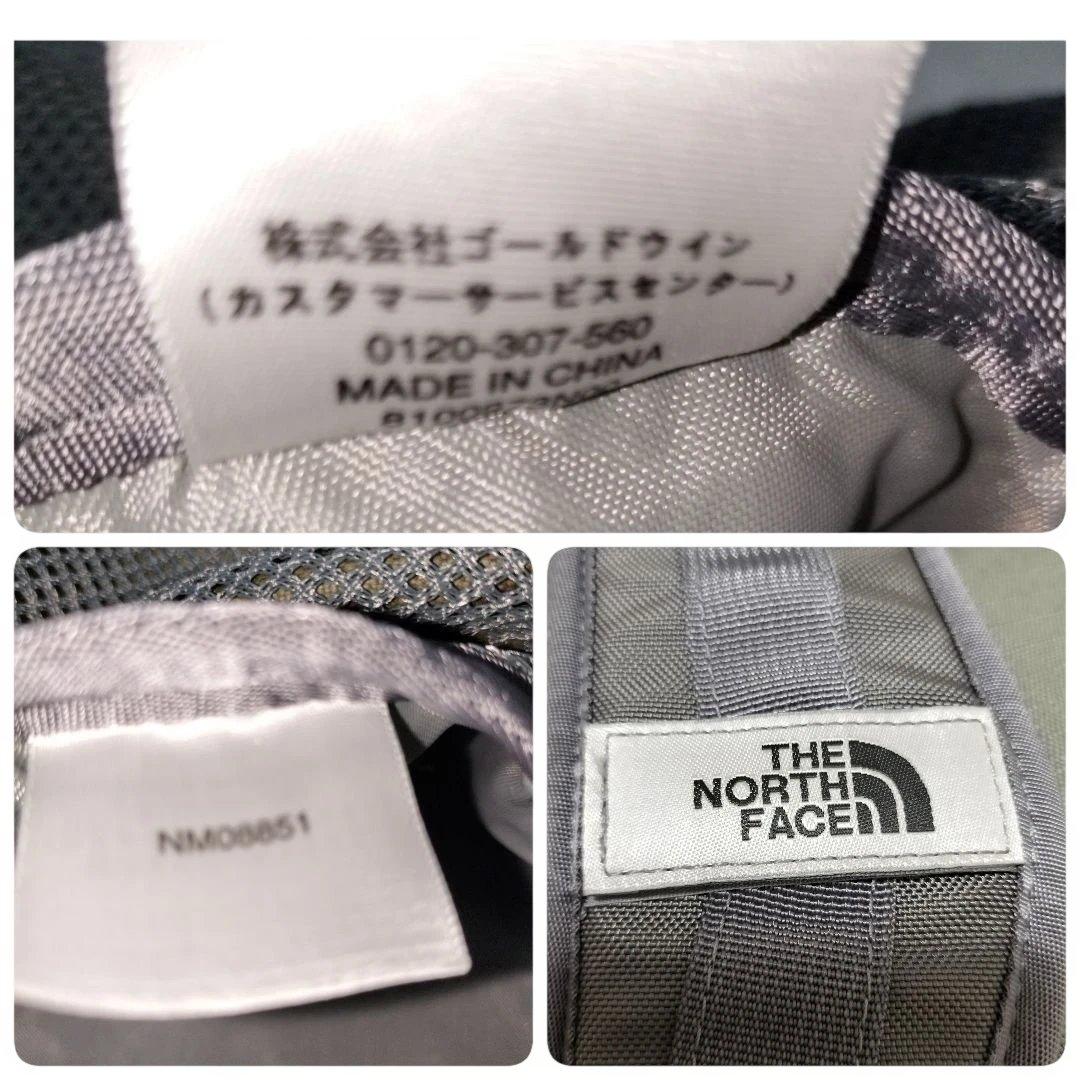 株式会社ゴールドウイン
(カスタマーサービスセンター)
0120-307-560
MADE IN CHINA
NM08851
THE
NORTH
FACE